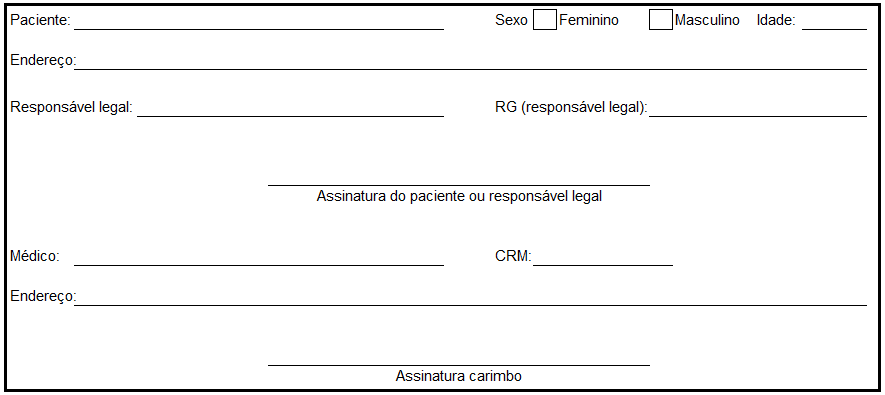 Paciente: Sexo Feminino Masculino Idade:
Endereço:
Responsável legal: RG (responsável legal):
Assinatura do paciente ou responsável legal
Médico: CRM:
Endereço:
Assinatura carimbo